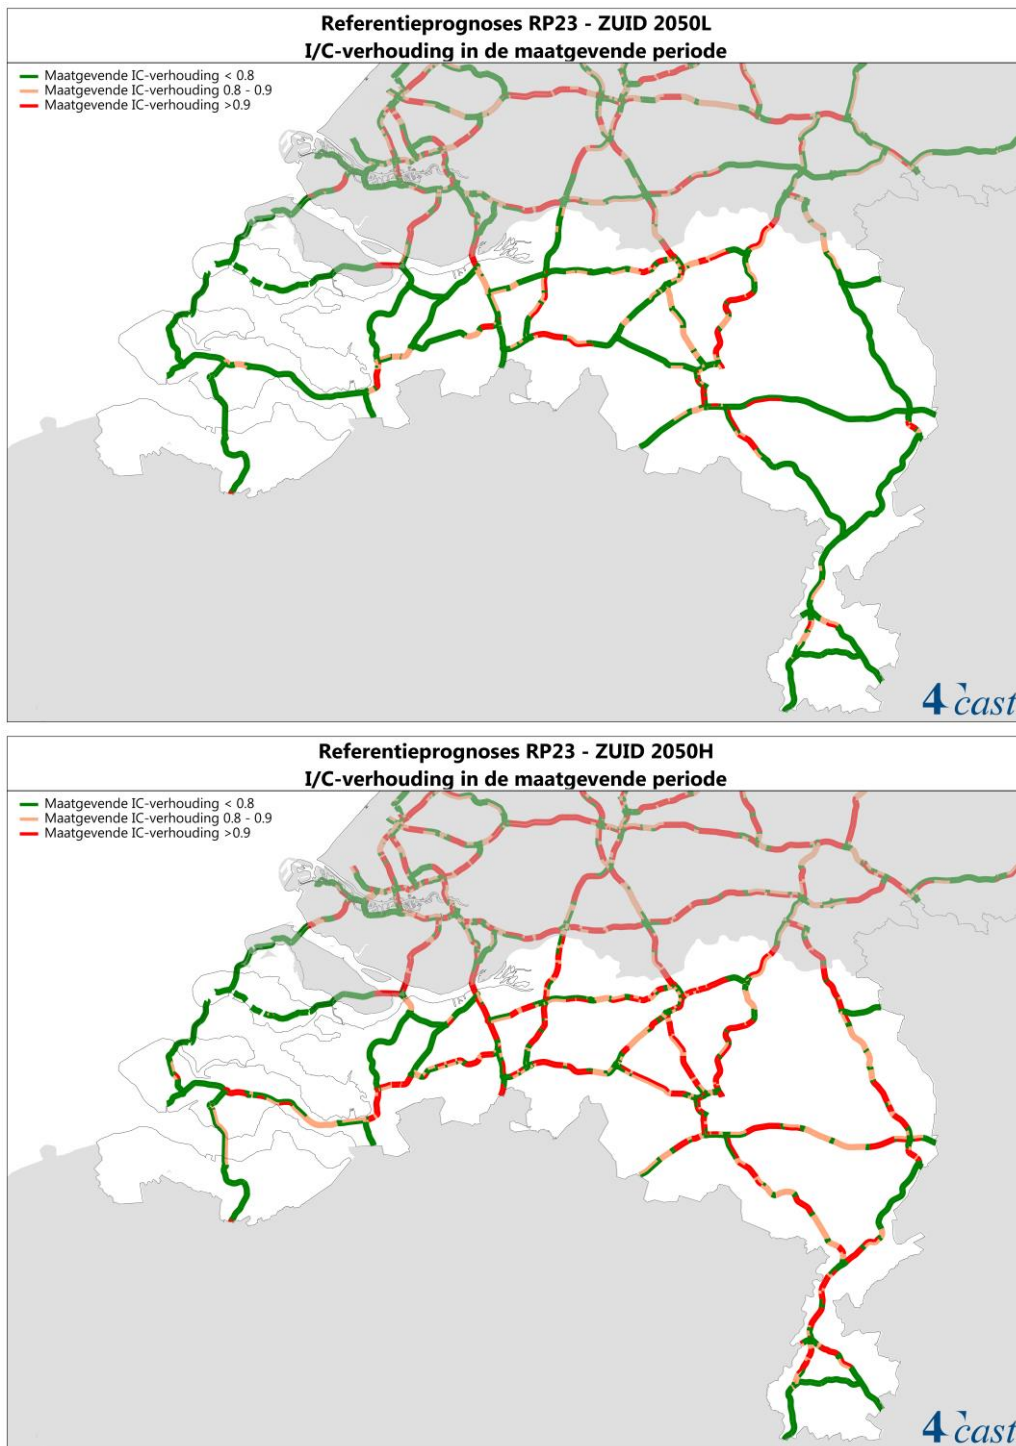 Referentieprognoses RP23 - ZUID 2050L
I/C-verhouding in de maatgevende periode
Maatgevende IC-verhouding < 0.8
Maatgevende IC-verhouding 0.8 - 0.9
Maatgevende IC-verhouding >0.9
4cast
Referentieprognoses RP23 - ZUID 2050H
I/C-verhouding in de maatgevende periode
Maatgevende IC-verhouding < 0.8
Maatgevende IC-verhouding 0.8 - 0.9
Maatgevende IC-verhouding >0.9
4cast